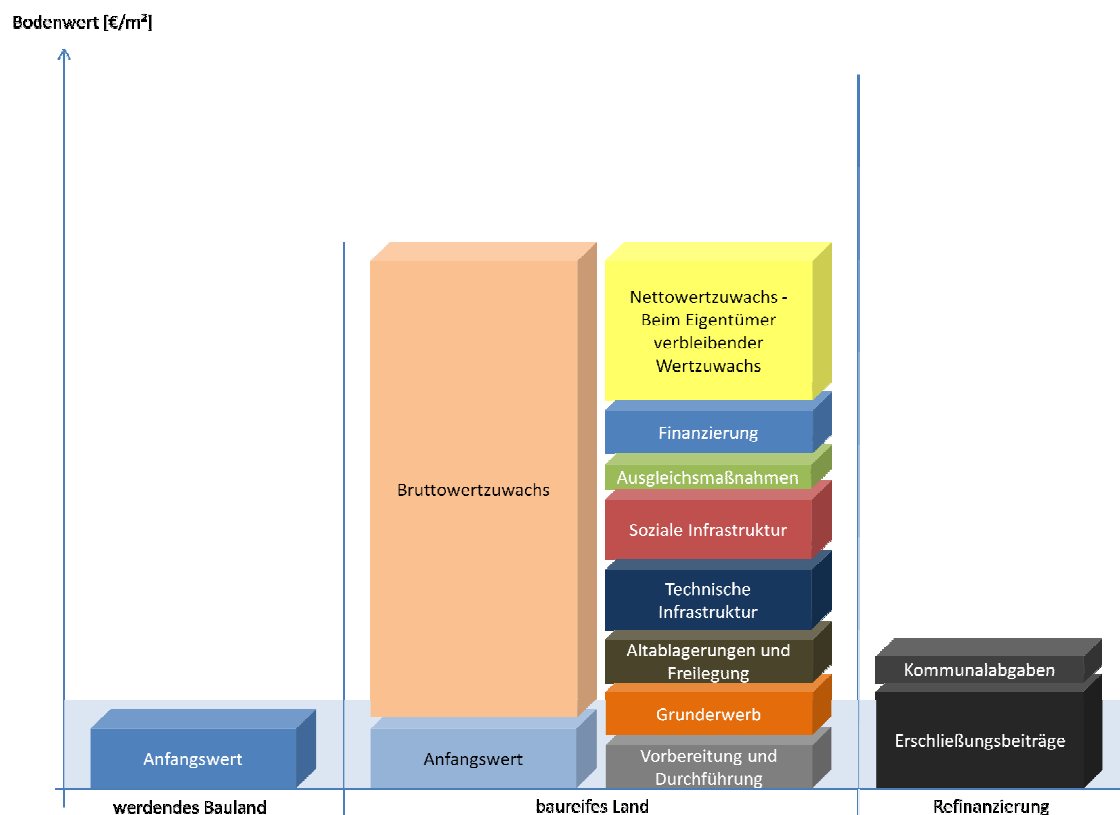 Bodenwert [€/m²]
Nettowertzuwachs -
Beim Eigentümer
verbleibender
Wertzuwachs
Finanzierung
Ausgleichsmaßnahmen
Bruttowertzuwachs
Soziale Infrastruktur
Technische
Infrastruktur
Altablagerungen und
Freilegung
Kommunalabgaben
Grunderwerb
Erschließungsbeiträge
Anfangswert
Anfangswert
Vorbereitung und
Durchführung
werdendes Bauland
baureifes Land
Refinanzierung